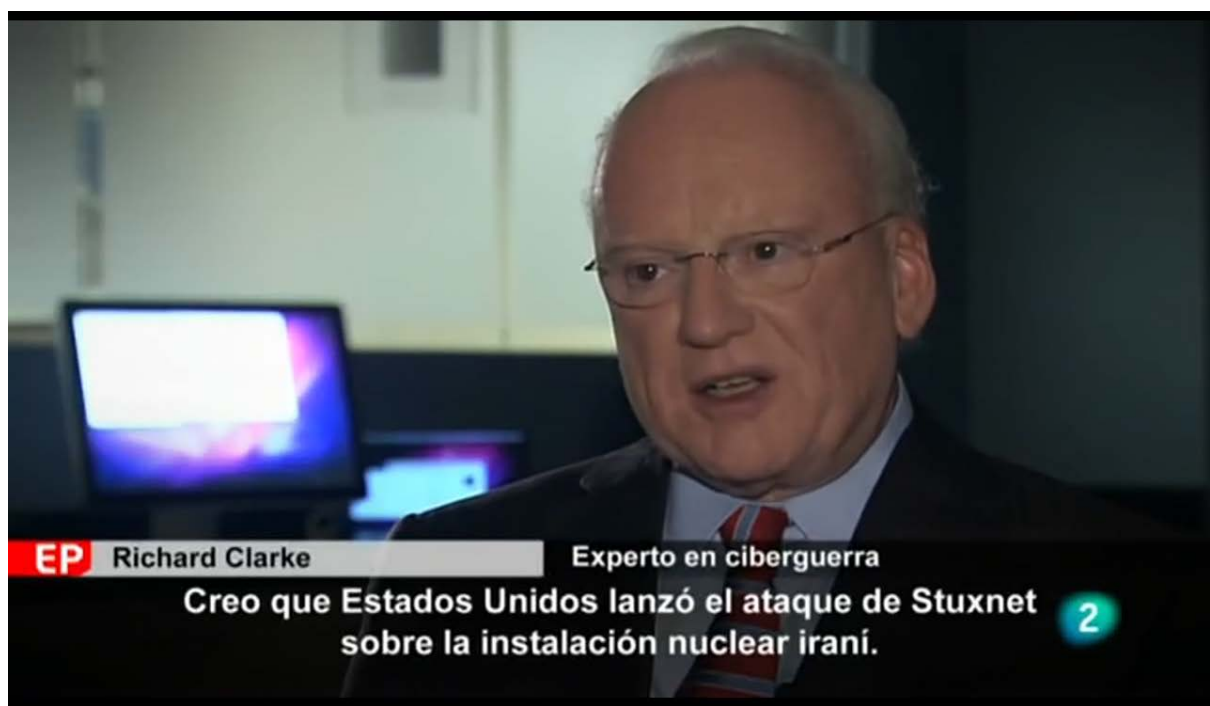 EP Richard Clarke Experto en ciberguerra
Creo que Estados Unidos lanzó el ataque de Stuxnet
sobre la instalación nuclear iraní.
2